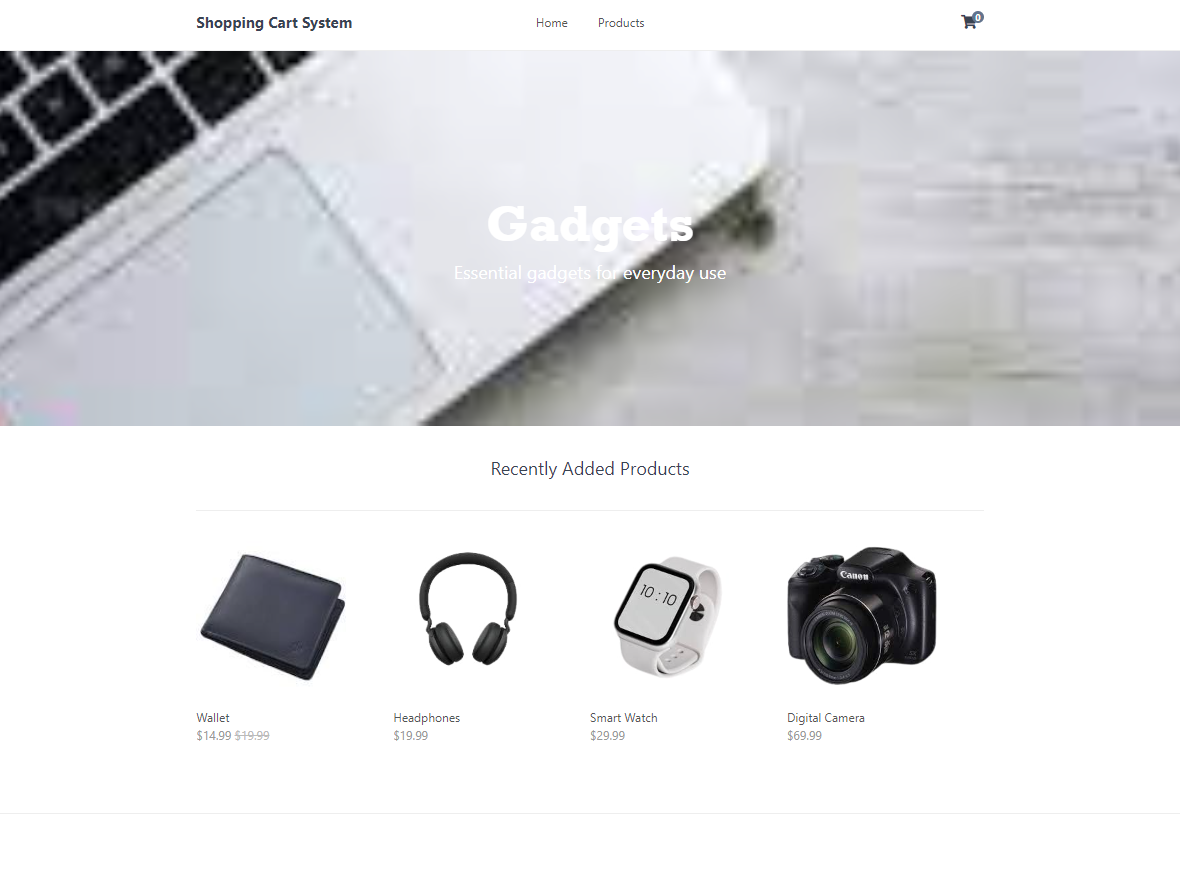 Shopping Cart System
Home
Products
0
Gadgets
Essential gadgets for everyday use
Recently Added Products
10:10
Canon
Wallet
$14.99 $19.99
Headphones
$19.99
Smart Watch
$29.99
Digital Camera
$69.99